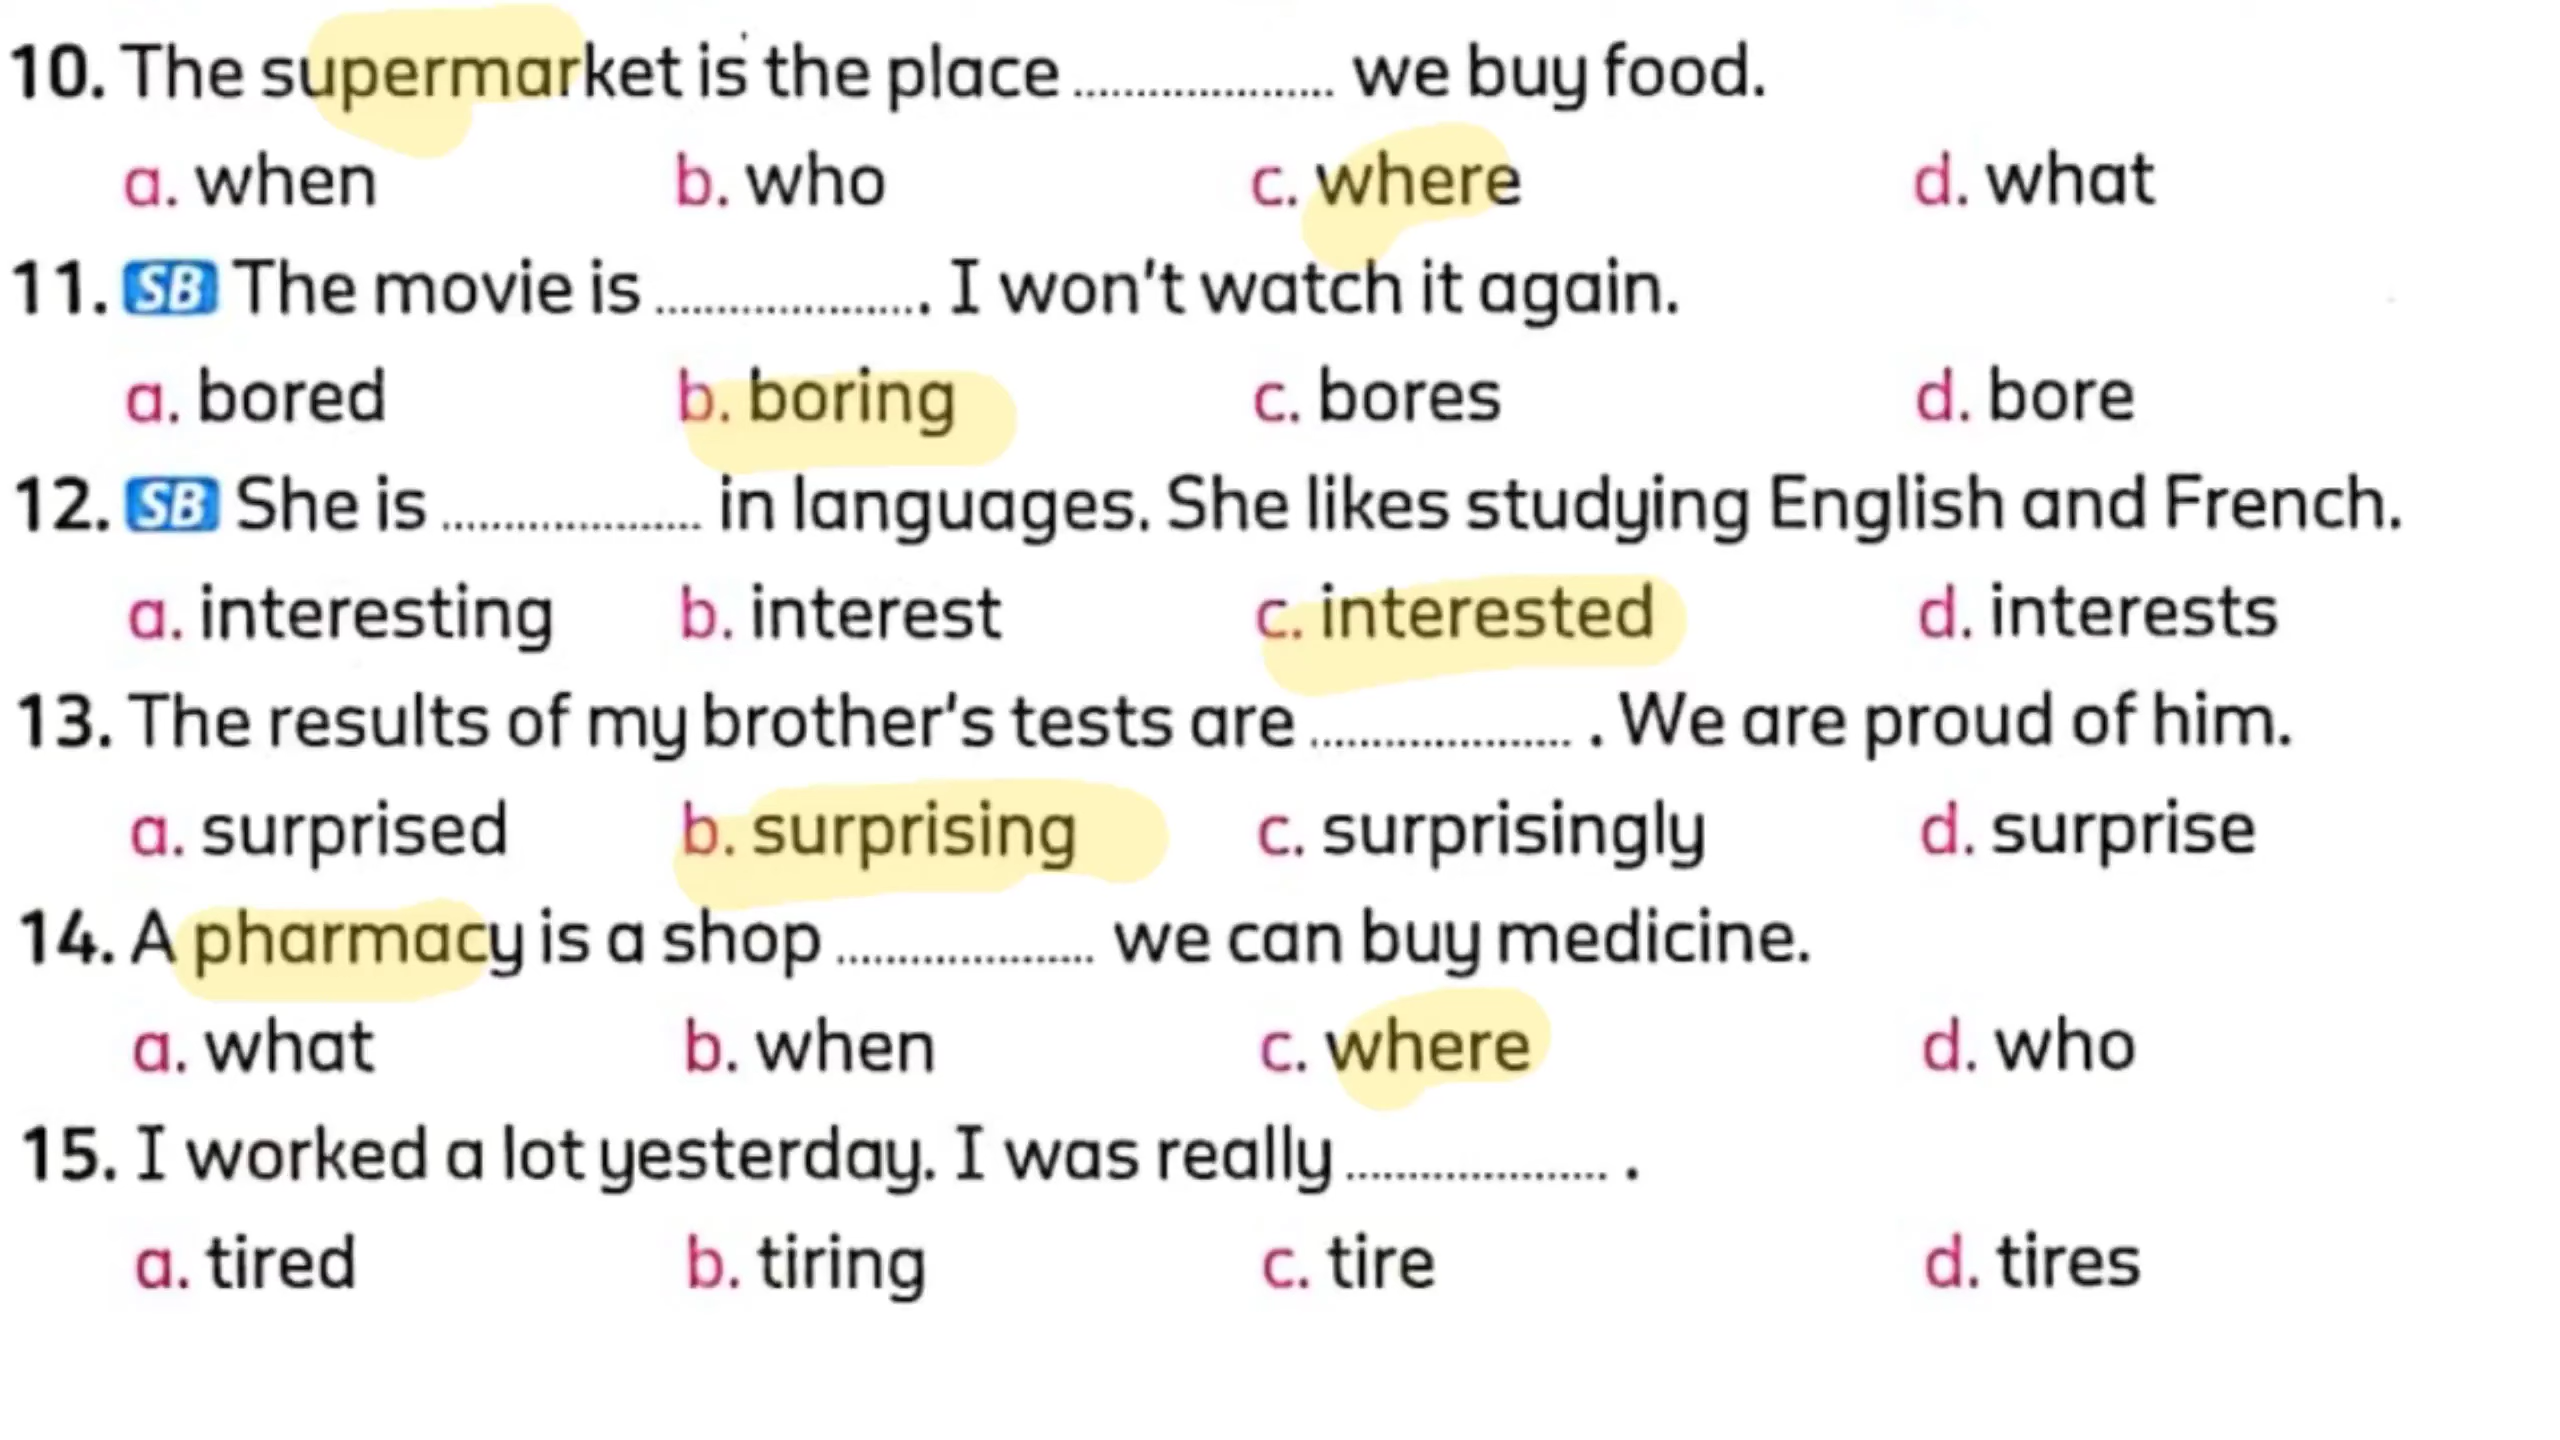 10. The supermarket is the place .................... we buy food.
a. when b. who c. where d. what
11. SB The movie is .................... . I won't watch it again.
a. bored b. boring c. bores d. bore
12. SB She is .................... in languages. She likes studying English and French.
a. interesting b. interest c. interested d. interests
13. The results of my brother's tests are .................... . We are proud of him.
a. surprised b. surprising c. surprisingly d. surprise
14. A pharmacy is a shop .................... we can buy medicine.
a. what b. when c. where d. who
15. I worked a lot yesterday. I was really .................... .
a. tired b. tiring c. tire d. tires